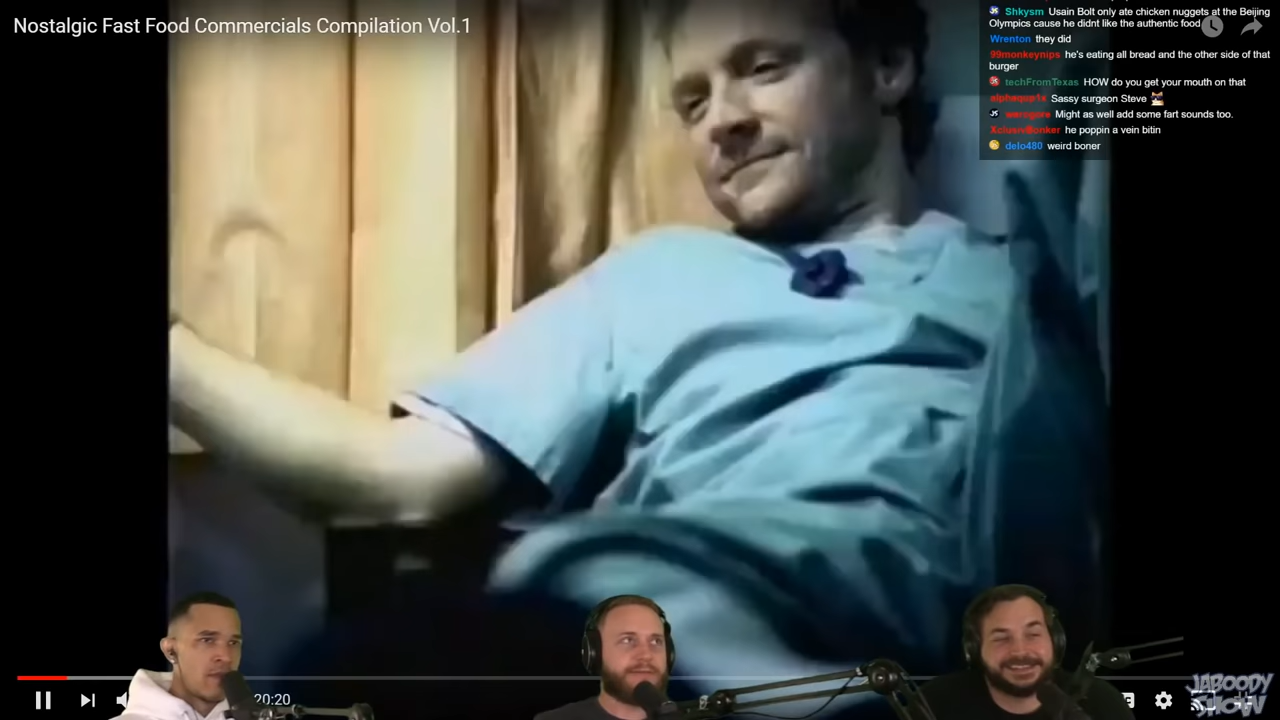 Nostalgic Fast Food Commercials Compilation Vol.1
Shkysm Usain Bolt only ate chicken nuggets at the Beijing
Olympics cause he didnt like the authentic food
Wrenton they did
99monkeynips he's eating all bread and the other side of that
burger
techFromTexas HOW do you get your mouth on that
Sassy surgeon Steve
Might as well add some fart sounds too.
he poppin a vein bitin
delo480 weird boner
20:20
JABOODY
SHOW